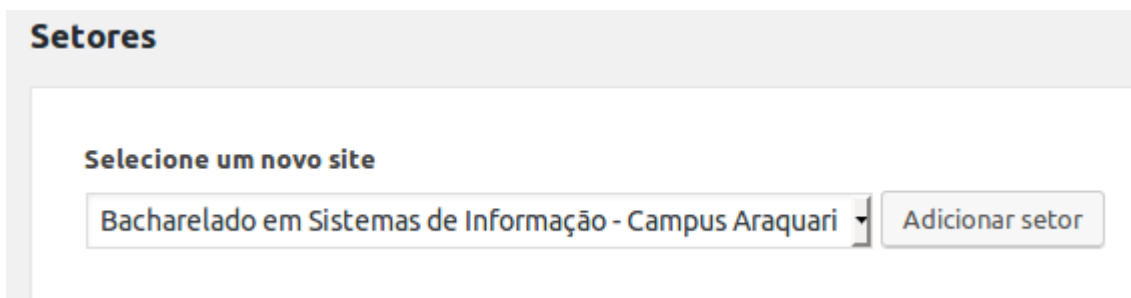 Setores
Selecione um novo site
Bacharelado em Sistemas de Informação - Campus Araquari
Adicionar setor